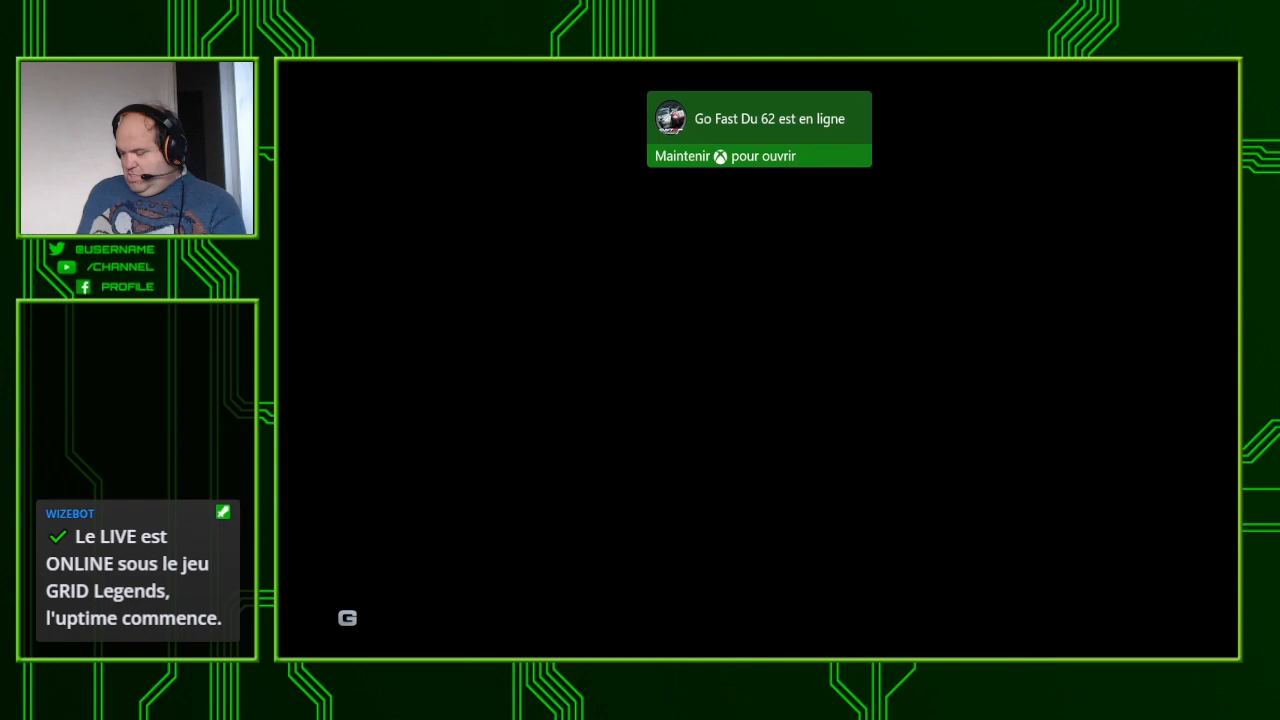 Go Fast Du 62 est en ligne
Maintenir pour ouvrir
@USERNAME
/CHANNEL
PROFILE
WIZEBOT
Le LIVE est
ONLINE sous le jeu
GRID Legends,
l'uptime commence.
G